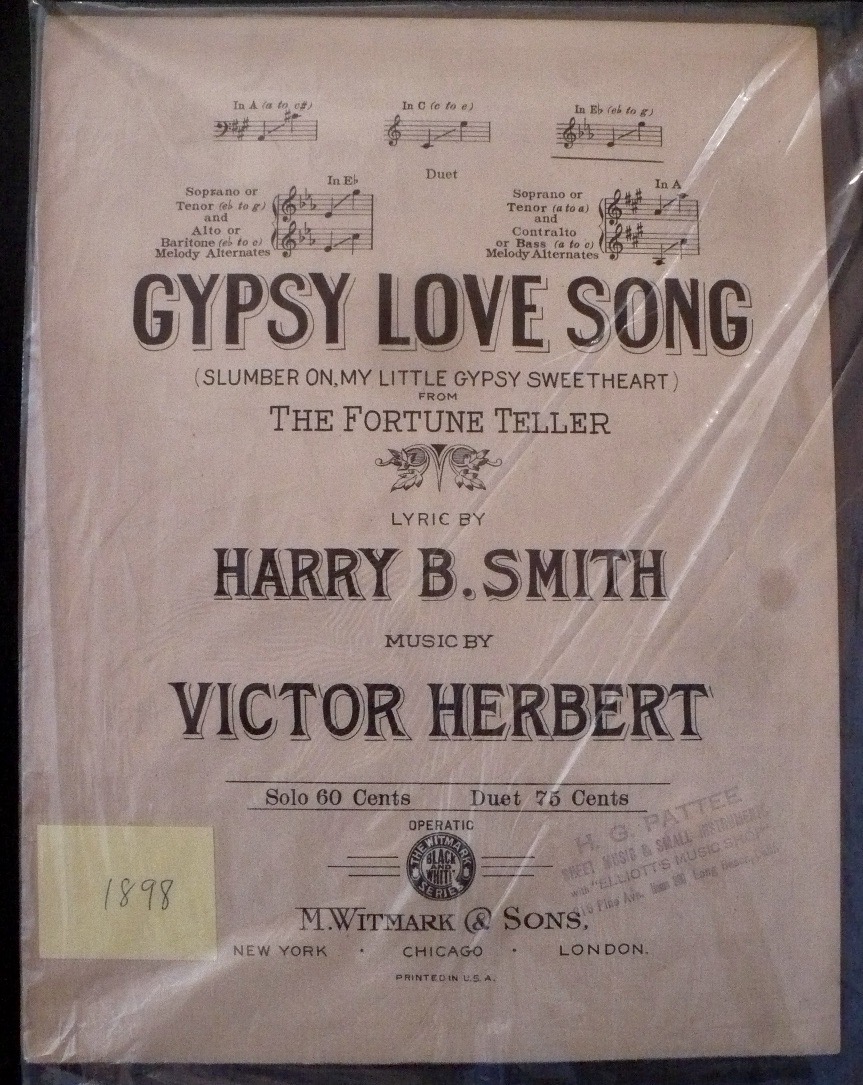 In A (a to c#)
In C (c to e)
In E♭ (e♭ to g)
Duet
In E♭
Soprano or
Tenor (e♭ to g)
and
Alto or
Baritone (e♭ to c)
Melody Alternates
In A
Soprano or
Tenor (a to a)
and
Contralto
or Bass (a to c)
Melody Alternates
GYPSY LOVE SONG
(SLUMBER ON, MY LITTLE GYPSY SWEETHEART)
FROM
THE FORTUNE TELLER
LYRIC BY
HARRY B. SMITH
MUSIC BY
VICTOR HERBERT
Solo 60 Cents Duet 75 Cents
OPERATIC
THE WITMARK
"BLACK
AND
WHITE"
SERIES
M. WITMARK & SONS,
NEW YORK · CHICAGO · LONDON.
PRINTED IN U.S.A.
H. G. PATTEE
SHEET MUSIC & SMALL INSTRUMENTS
with "ELLIOTT'S MUSIC SHOP"
Pine Ave. Long Beach, Calif.
1898